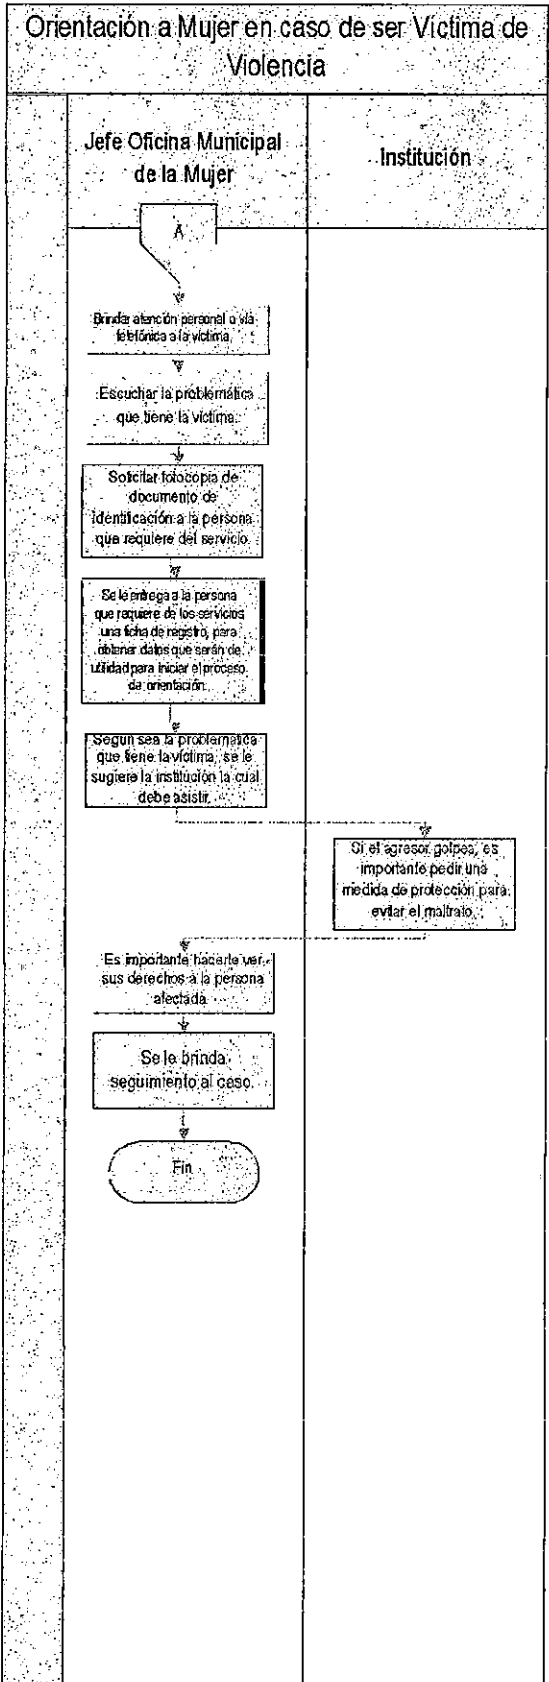 Orientación a Mujer en caso de ser Víctima de
Violencia
Jefe Oficina Municipal
de la Mujer
Institución
A
Brindar atención personal o vía
telefónica a la víctima.
Escuchar la problemática
que tiene la víctima.
Solicitar fotocopia de
documento de
identificación a la persona
que requiere del servicio.
Se le entrega a la persona
que requiere de los servicios
una ficha de registro, para
obtener datos que serán de
utilidad para iniciar el proceso
de orientación.
Según sea la problemática
que tiene la víctima, se le
sugiere la institución la cual
debe asistir.
Si el agresor golpea, es
importante pedir una
medida de protección para
evitar el maltrato.
Es importante hacerle ver
sus derechos a la persona
afectada.
Se le brinda
seguimiento al caso.
Fin